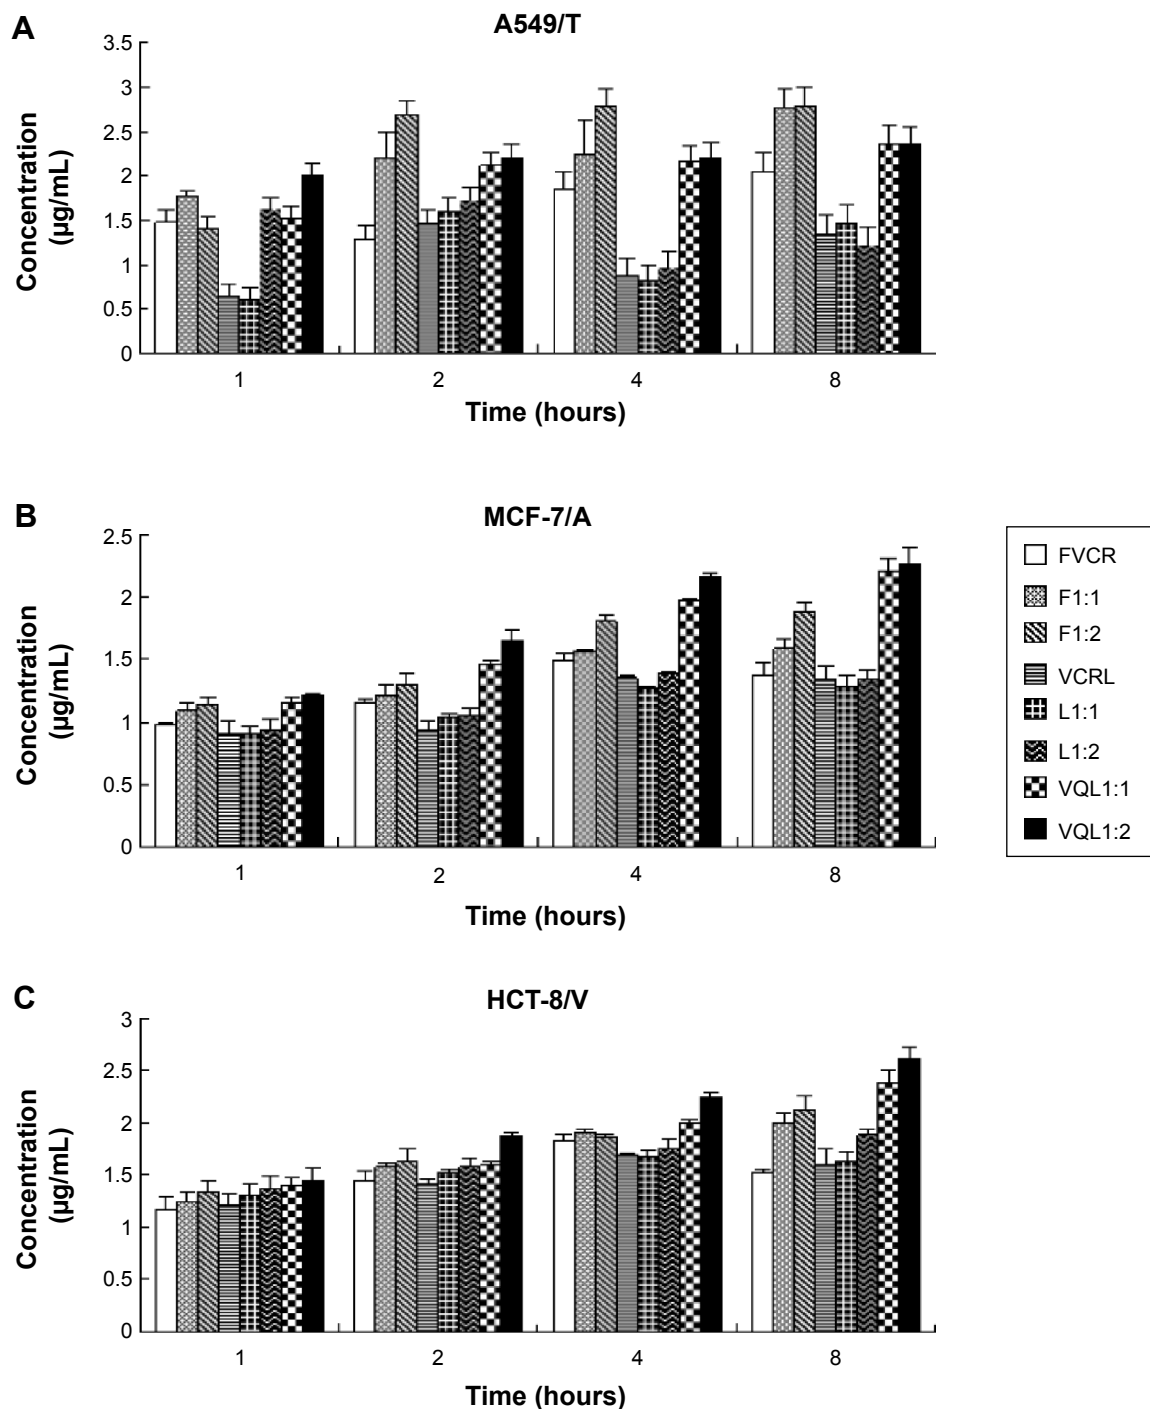 A
A549/T
Concentration
(µg/mL)
3.5
3
2.5
2
1.5
1
0.5
0
1
2
4
8
Time (hours)
B
MCF-7/A
Concentration
(µg/mL)
2.5
2
1.5
1
0.5
0
1
2
4
8
Time (hours)
FVCR
F1:1
F1:2
VCRL
L1:1
L1:2
VQL1:1
VQL1:2
C
HCT-8/V
Concentration
(µg/mL)
3
2.5
2
1.5
1
0.5
0
1
2
4
8
Time (hours)